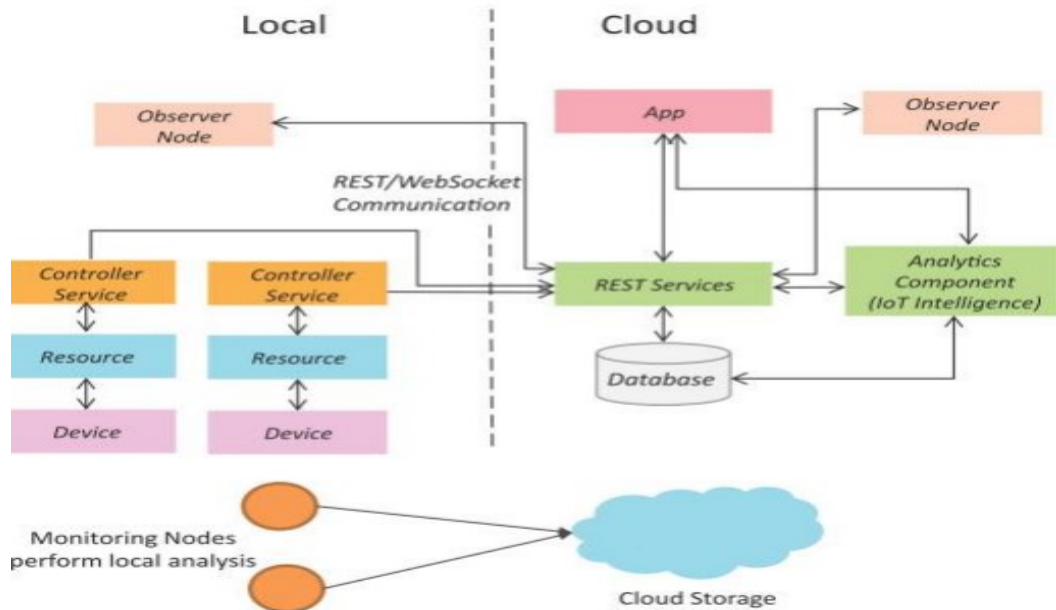 Local
Cloud
Observer
Node
App
Observer
Node
REST/WebSocket
Communication
Controller
Service
Controller
Service
REST Services
Analytics
Component
(IoT Intelligence)
Resource
Resource
Database
Device
Device
Monitoring Nodes
perform local analysis
Cloud Storage